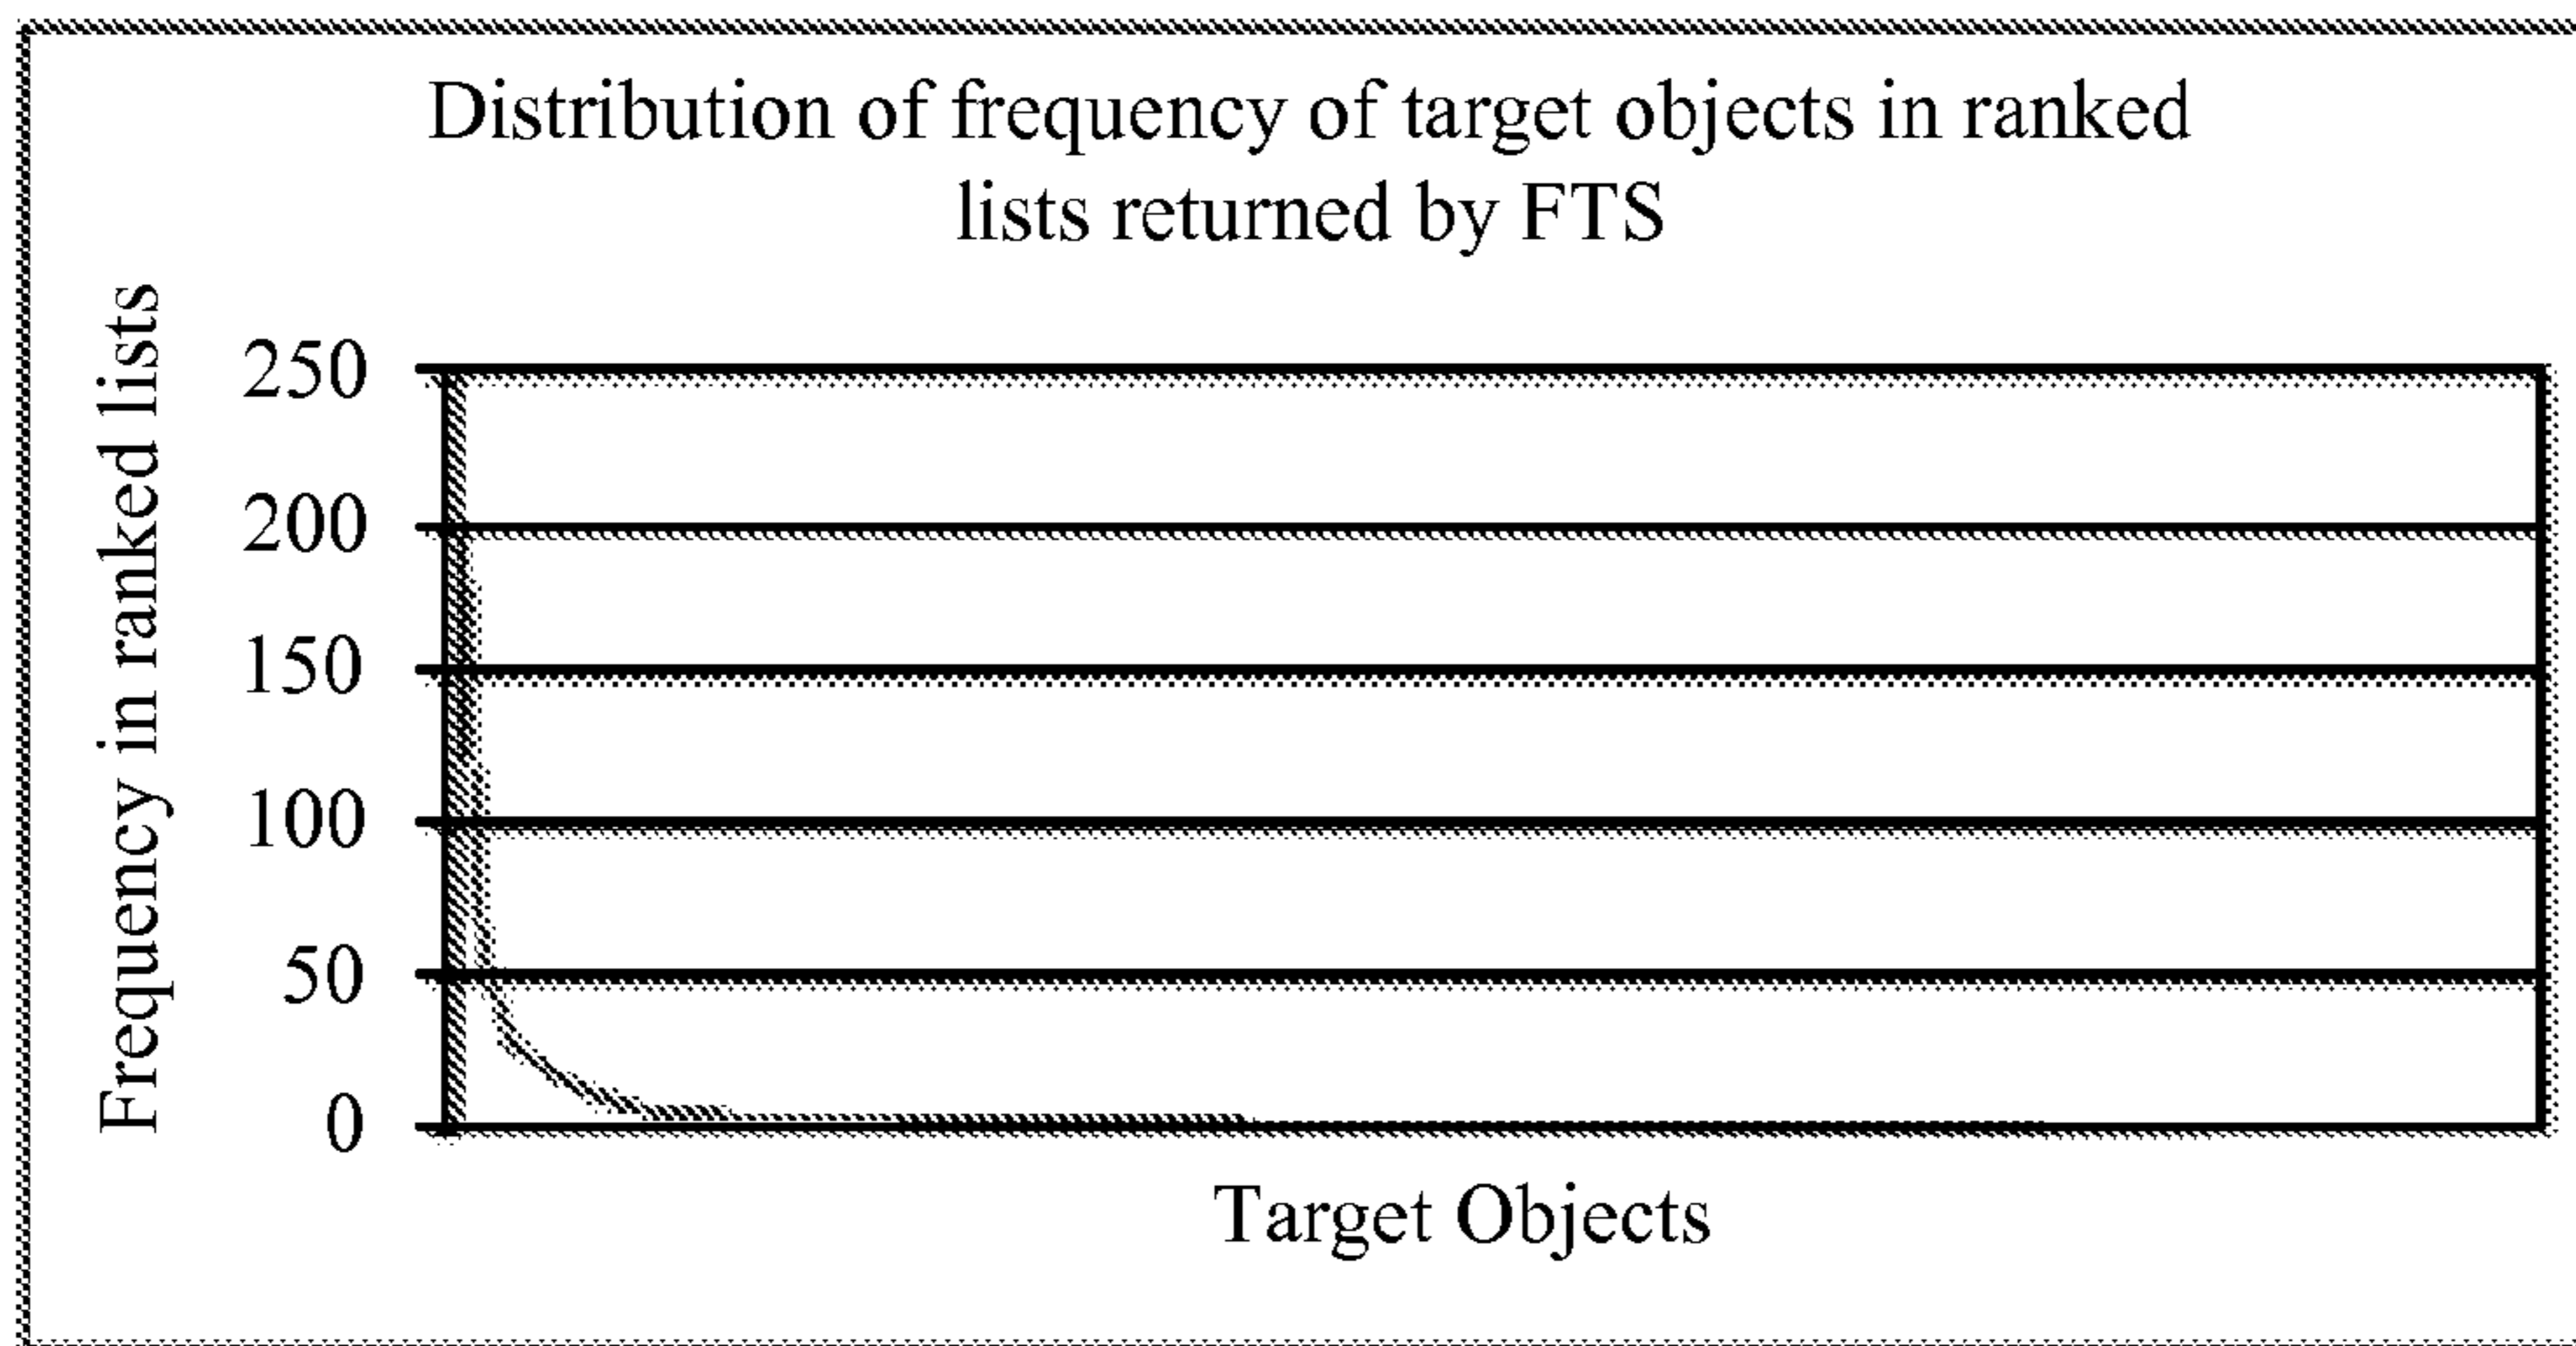 Distribution of frequency of target objects in ranked
lists returned by FTS
Frequency in ranked lists
250
200
150
100
50
0
Target Objects